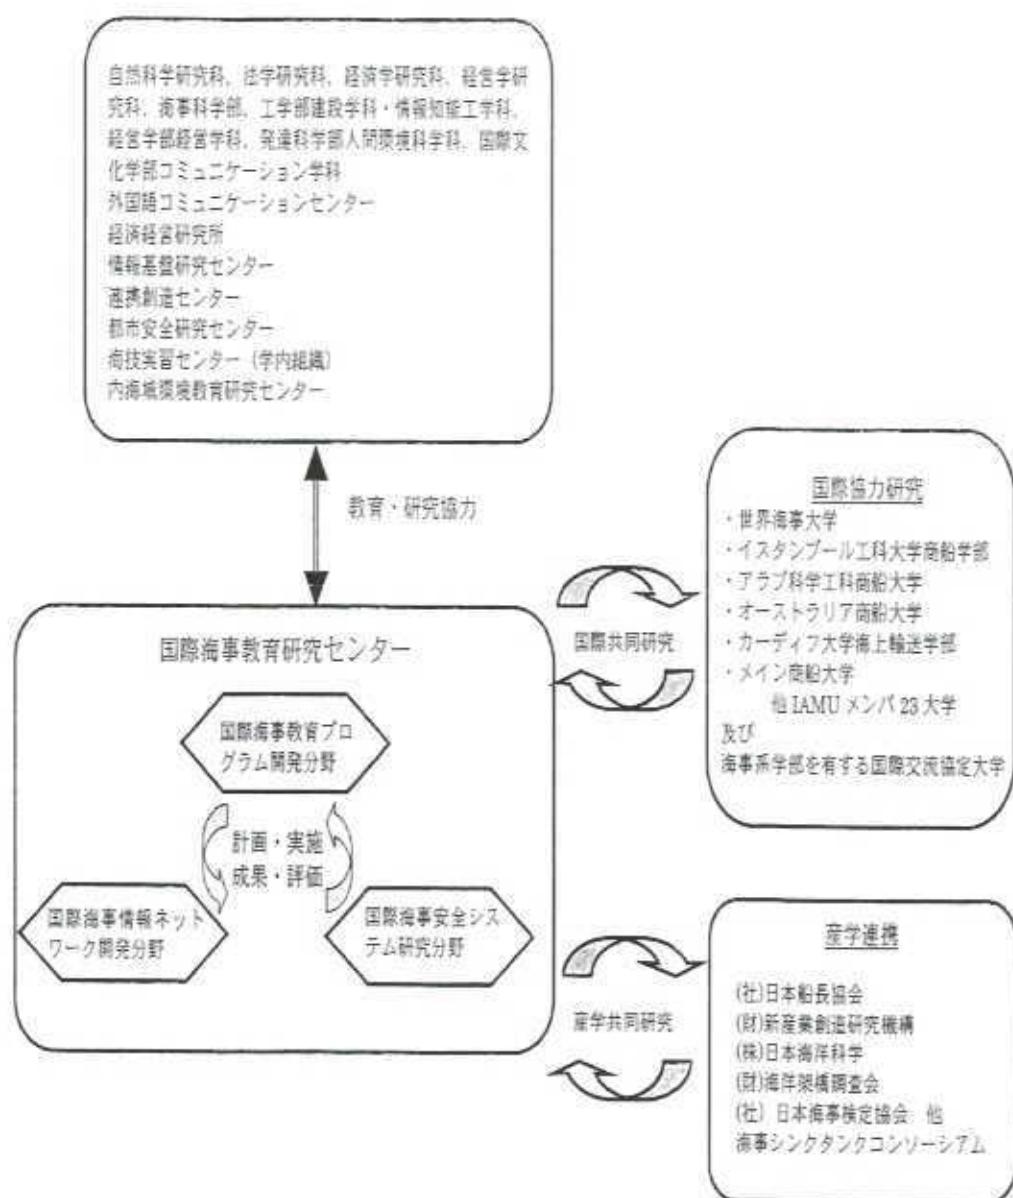 自然科学研究科、法学研究科、経済学研究科、経営学研
究科、海事科学部、工学部建設学科・情報知能工学科、
経営学部経営学科、発達科学部人間環境科学科、国際文
化学部コミュニケーション学科
外国語コミュニケーションセンター
経済経営研究所
情報基盤研究センター
連携創造センター
都市安全研究センター
海技実習センター（学内組織）
内海域環境教育研究センター
教育・研究協力
国際海事教育研究センター
国際海事教育プロ
グラム開発分野
計画・実施
成果・評価
国際海事情報ネット
ワーク開発分野
国際海事安全シス
テム研究分野
国際共同研究
国際協力研究
・世界海事大学
・イスタンブール工科大学商船学部
・アラブ科学工科商船大学
・オーストラリア商船大学
・カーディフ大学海上輸送学部
・メイン商船大学
他 IAMU メンバ 23 大学
及び
海事系学部を有する国際交流協定大学
産学共同研究
産学連携
(社)日本船長協会
(財)新産業創造研究機構
(株)日本海洋科学
(財)海洋架橋調査会
(社) 日本海事検定協会 他
海事シンクタンクコンソーシアム